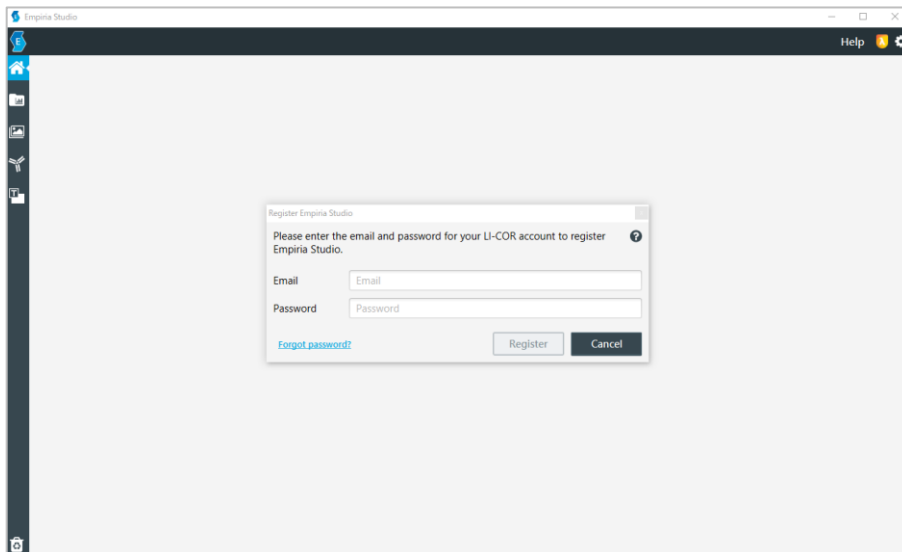 Empiria Studio
E
Help
Register Empiria Studio
Please enter the email and password for your LI-COR account to register
Empiria Studio.
Email Email
Password Password
Forgot password? Register Cancel